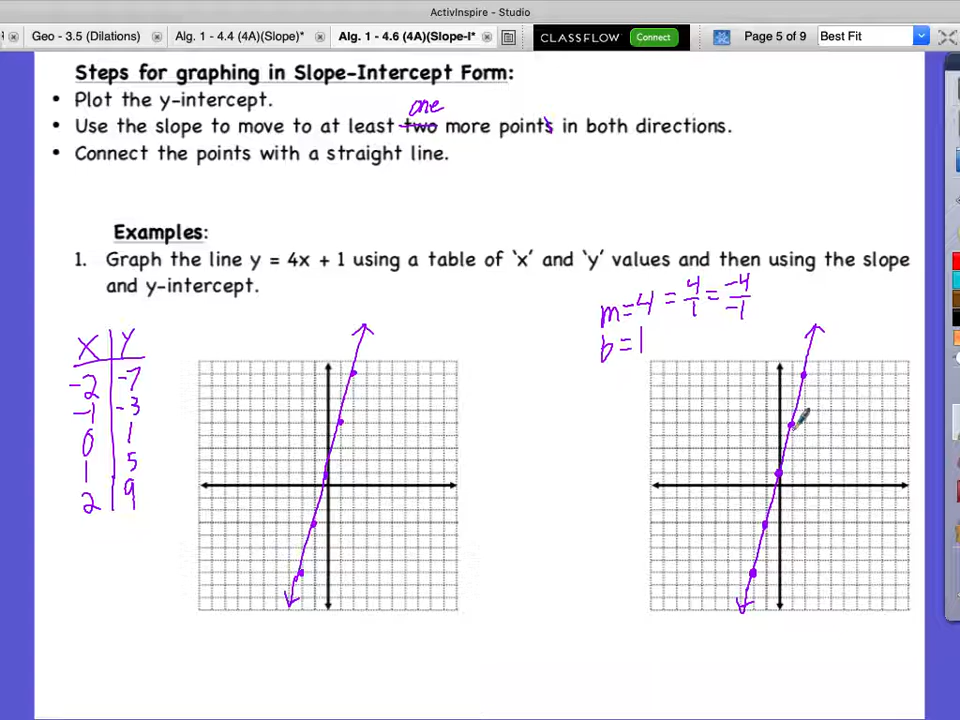 ActivInspire - Studio
Geo - 3.5 (Dilations)
Alg. 1 - 4.4 (4A)(Slope)*
Alg. 1 - 4.6 (4A)(Slope-I*
CLASSFLOW
Connect
Page 5 of 9
Best Fit
Steps for graphing in Slope-Intercept Form:
• Plot the y-intercept.
one
• Use the slope to move to at least two more points in both directions.
• Connect the points with a straight line.
Examples:
1. Graph the line y = 4x + 1 using a table of 'x' and 'y' values and then using the slope
and y-intercept.
m=4 = 4/1 = -4/-1
b=1
X Y
-2 -7
-1 -3
0 1
1 5
2 9